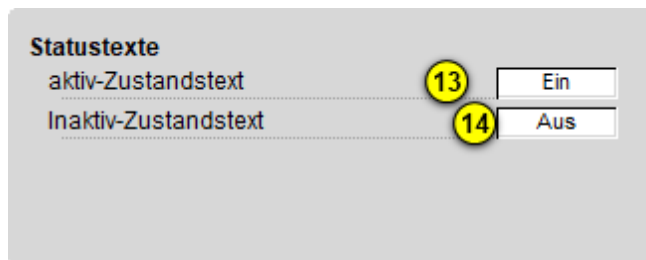 Statustexte
aktiv-Zustandstext 13 Ein
Inaktiv-Zustandstext 14 Aus